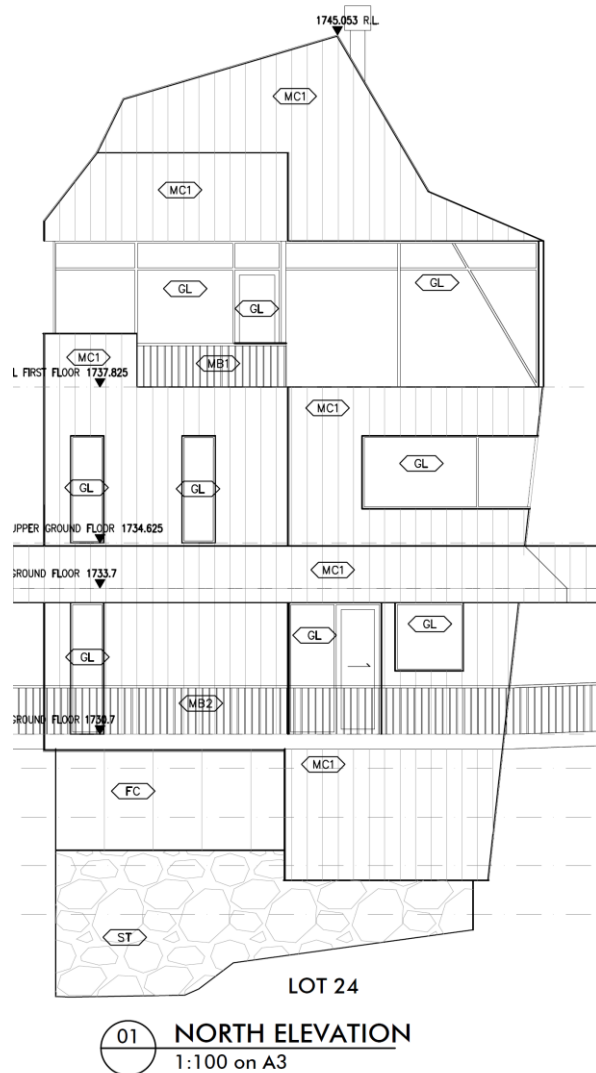 1745.053 R.L.
MC1
MC1
GL
GL
GL
MC1
MB1
L FIRST FLOOR 1737.825
MC1
GL
GL
GL
UPPER GROUND FLOOR 1734.625
GROUND FLOOR 1733.7
MC1
GL
GL
GL
MB2
GROUND FLOOR 1730.7
MC1
FC
ST
LOT 24
01 NORTH ELEVATION
1:100 on A3